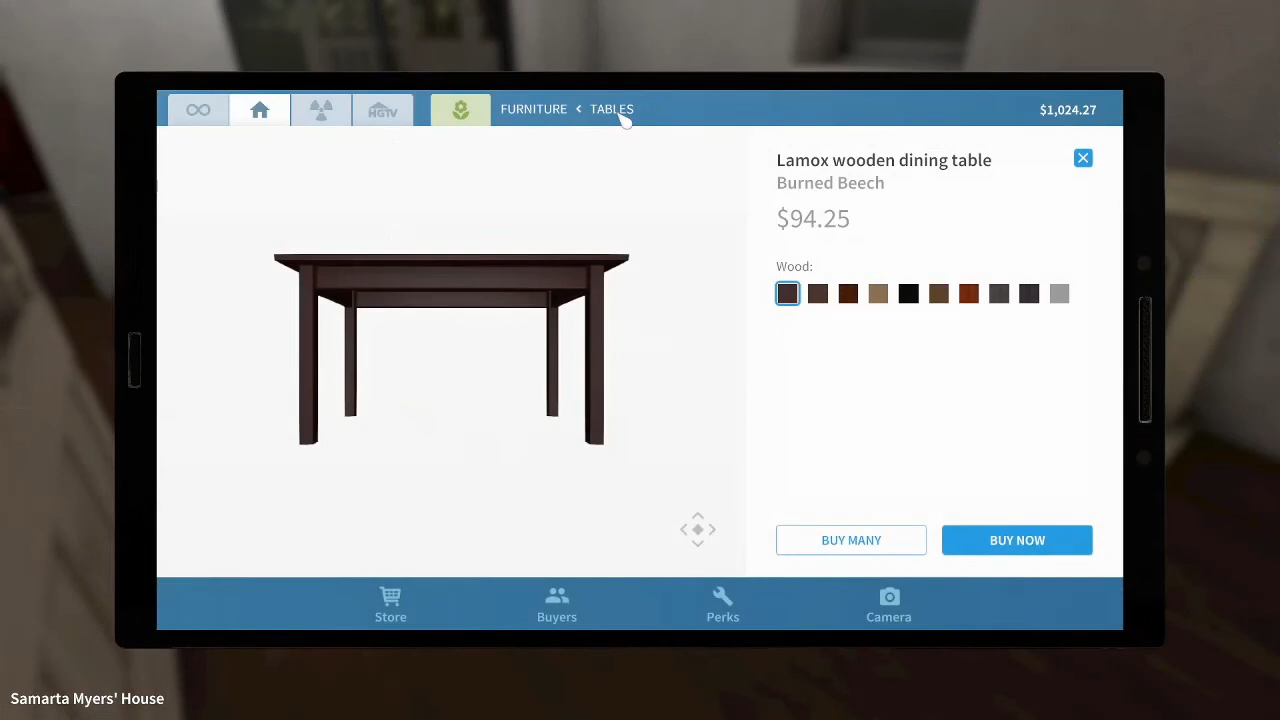 HGTV
FURNITURE < TABLES
$1,024.27
Lamox wooden dining table
Burned Beech
$94.25
Wood:
BUY MANY
BUY NOW
Store
Buyers
Perks
Camera
Samarta Myers' House